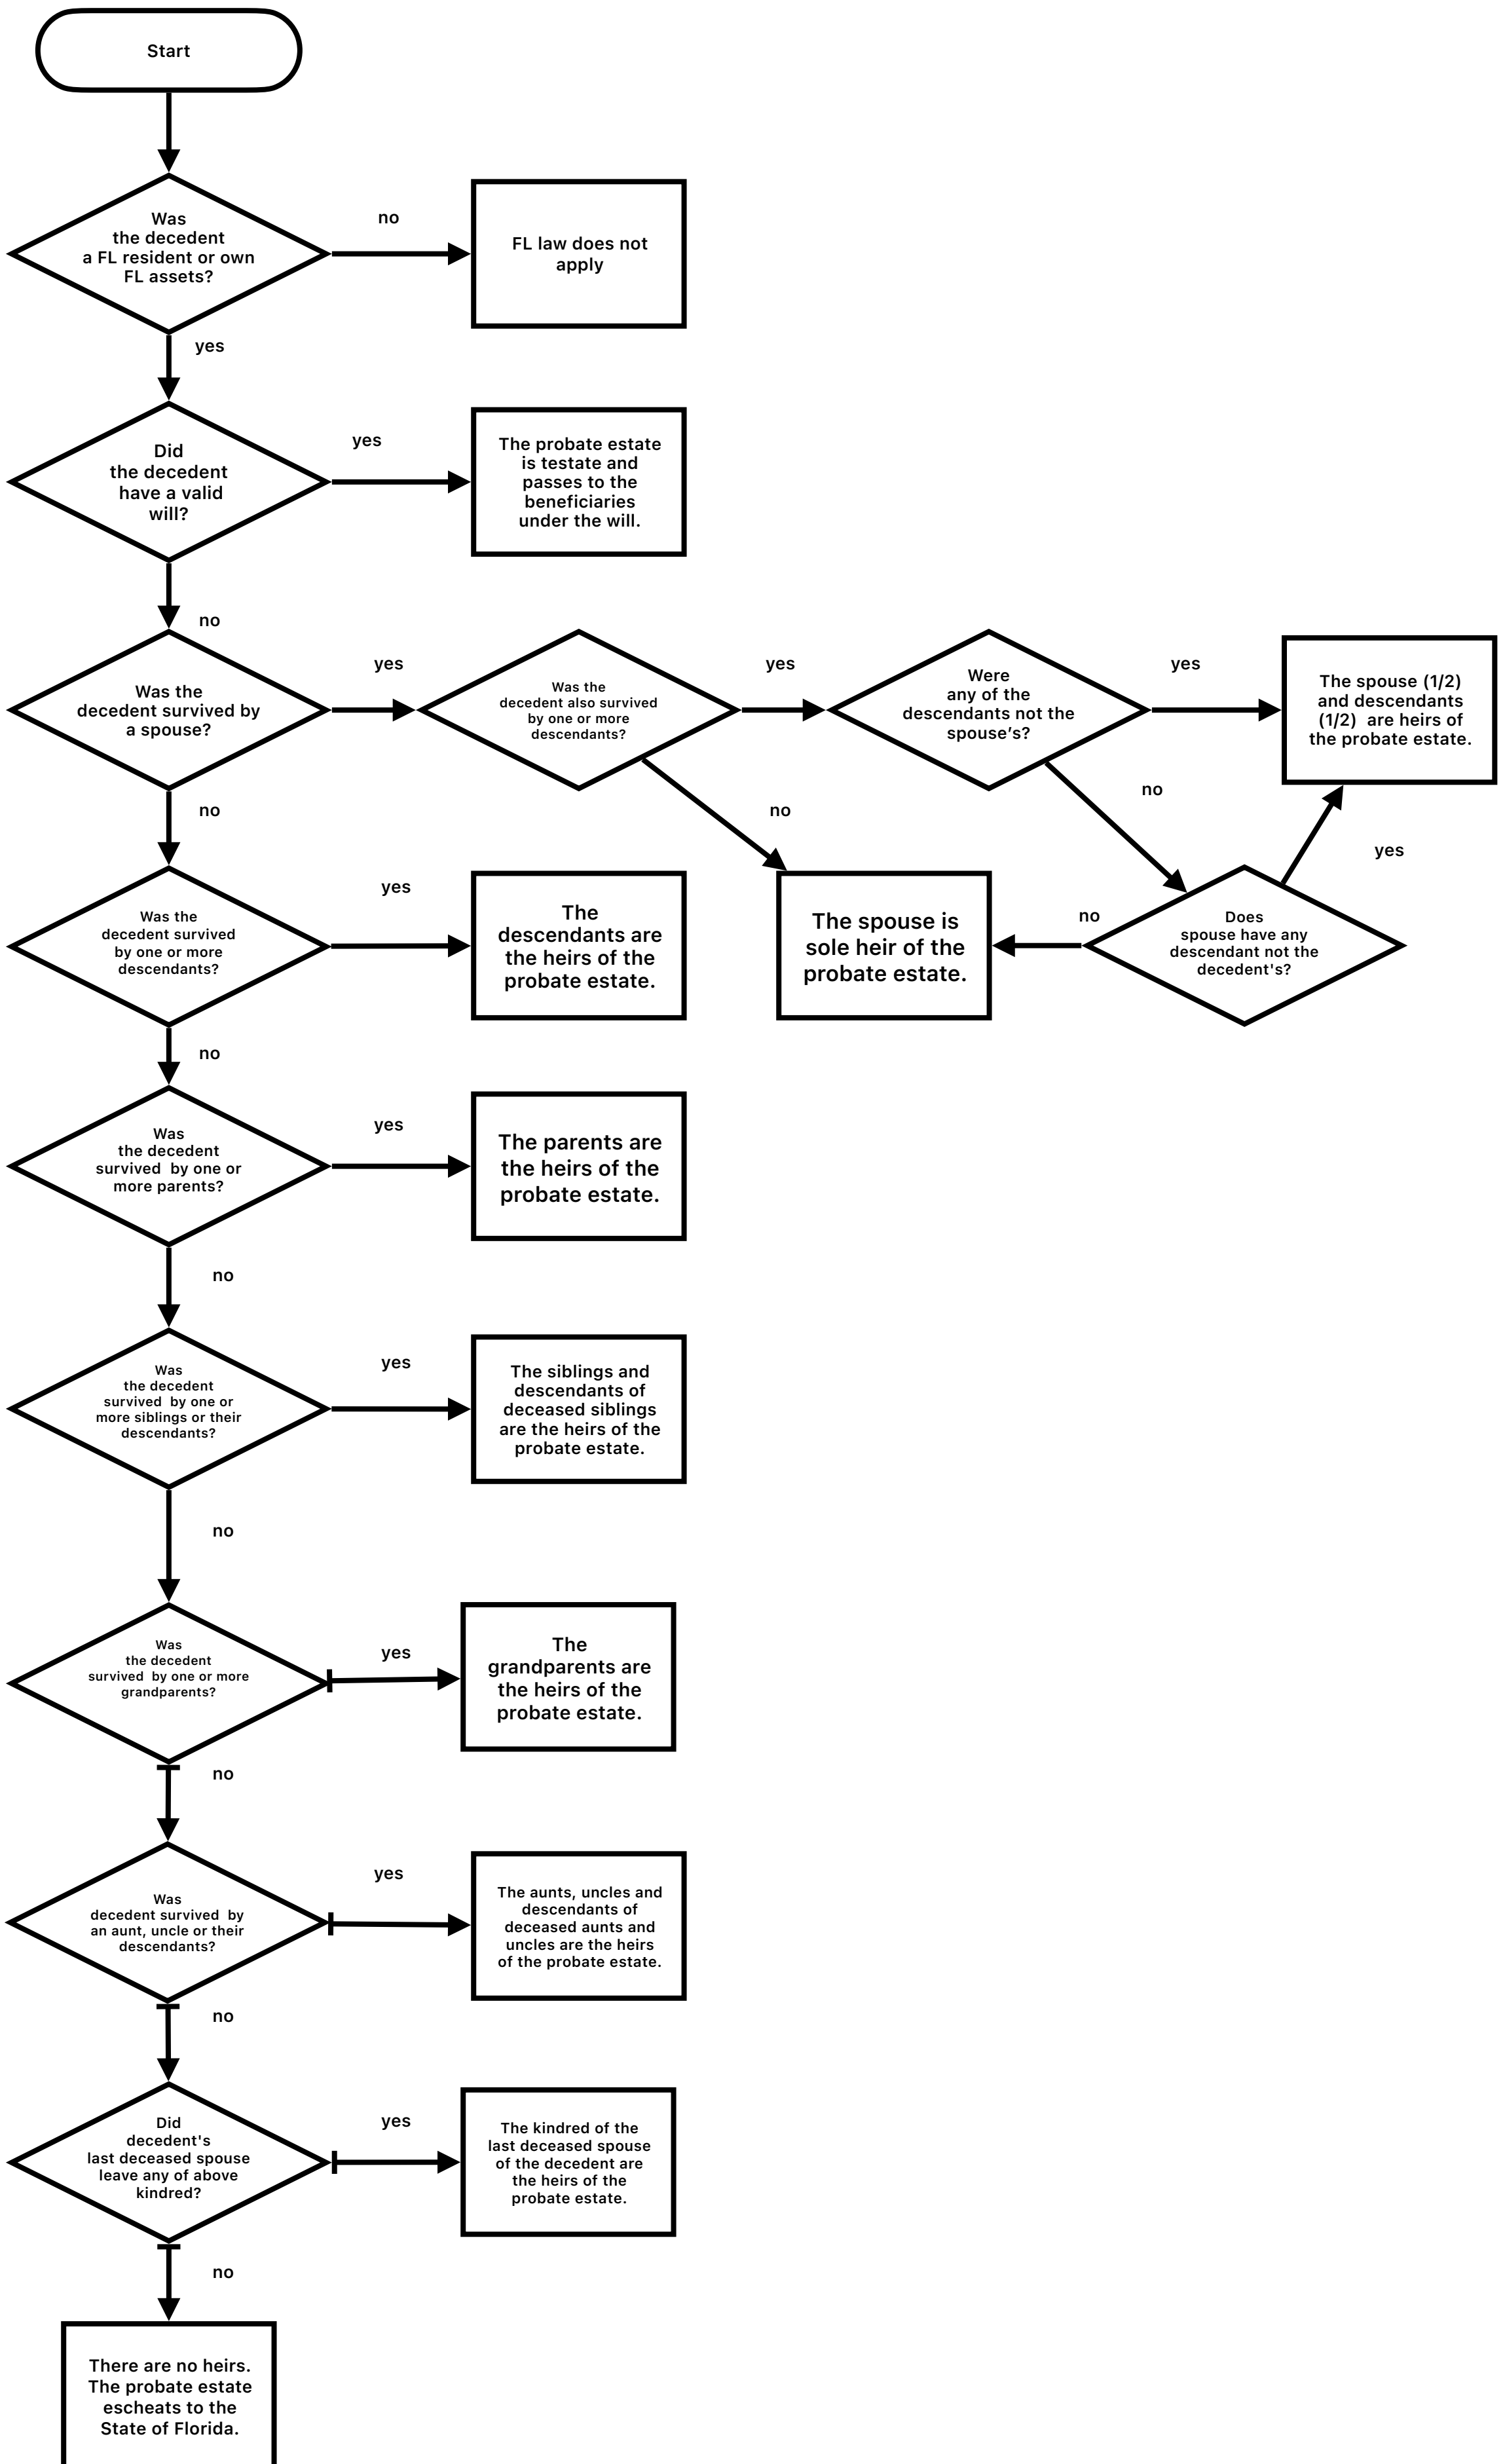 Start
Was
the decedent
a FL resident or own
FL assets?
no
FL law does not
apply
yes
Did
the decedent
have a valid
will?
yes
The probate estate
is testate and
passes to the
beneficiaries
under the will.
no
Was the
decedent survived by
a spouse?
yes
Was the
decedent also survived
by one or more
descendants?
yes
Were
any of the
descendants not the
spouse's?
yes
The spouse (1/2)
and descendants
(1/2) are heirs of
the probate estate.
no
no
no
yes
Was the
decedent survived
by one or more
descendants?
yes
The
descendants are
the heirs of the
probate estate.
The spouse is
sole heir of the
probate estate.
no
Does
spouse have any
descendant not the
decedent's?
no
Was
the decedent
survived by one or
more parents?
yes
The parents are
the heirs of the
probate estate.
no
Was
the decedent
survived by one or
more siblings or their
descendants?
yes
The siblings and
descendants of
deceased siblings
are the heirs of the
probate estate.
no
Was
the decedent
survived by one or more
grandparents?
yes
The
grandparents are
the heirs of the
probate estate.
no
Was
decedent survived by
an aunt, uncle or their
descendants?
yes
The aunts, uncles and
descendants of
deceased aunts and
uncles are the heirs
of the probate estate.
no
Did
decedent's
last deceased spouse
leave any of above
kindred?
yes
The kindred of the
last deceased spouse
of the decedent are
the heirs of the
probate estate.
no
There are no heirs.
The probate estate
escheats to the
State of Florida.